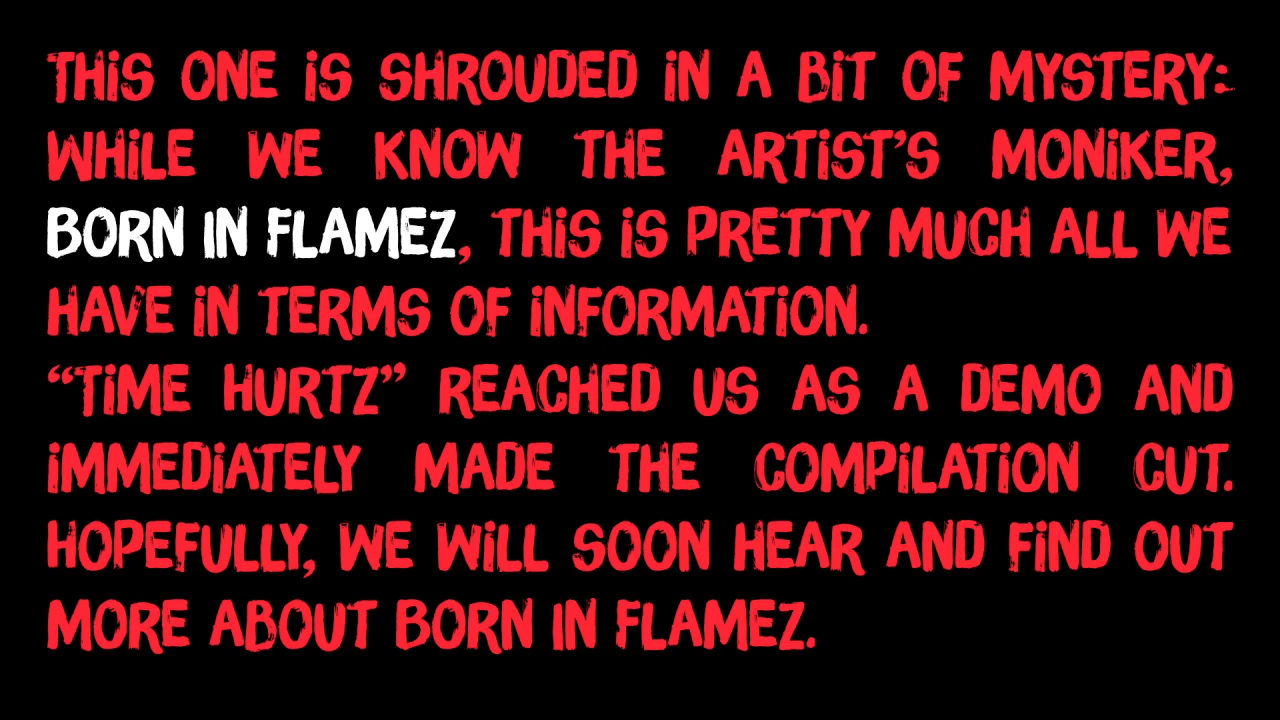 THiS ONE iS SHROUDED iN A BiT OF MYSTERY:
WHiLE WE KNOW THE ARTiST’S MONiKER,
BORN IN FLAMEZ, THiS iS PRETTY MUCH ALL WE
HAVE iN TERMS OF iNFORMATiON.
“TiME HURTZ” REACHED US AS A DEMO AND
iMMEDiATELY MADE THE COMPiLATiON CUT.
HOPEFULLY, WE WiLL SOON HEAR AND FiND OUT
MORE ABOUT BORN IN FLAMEZ.